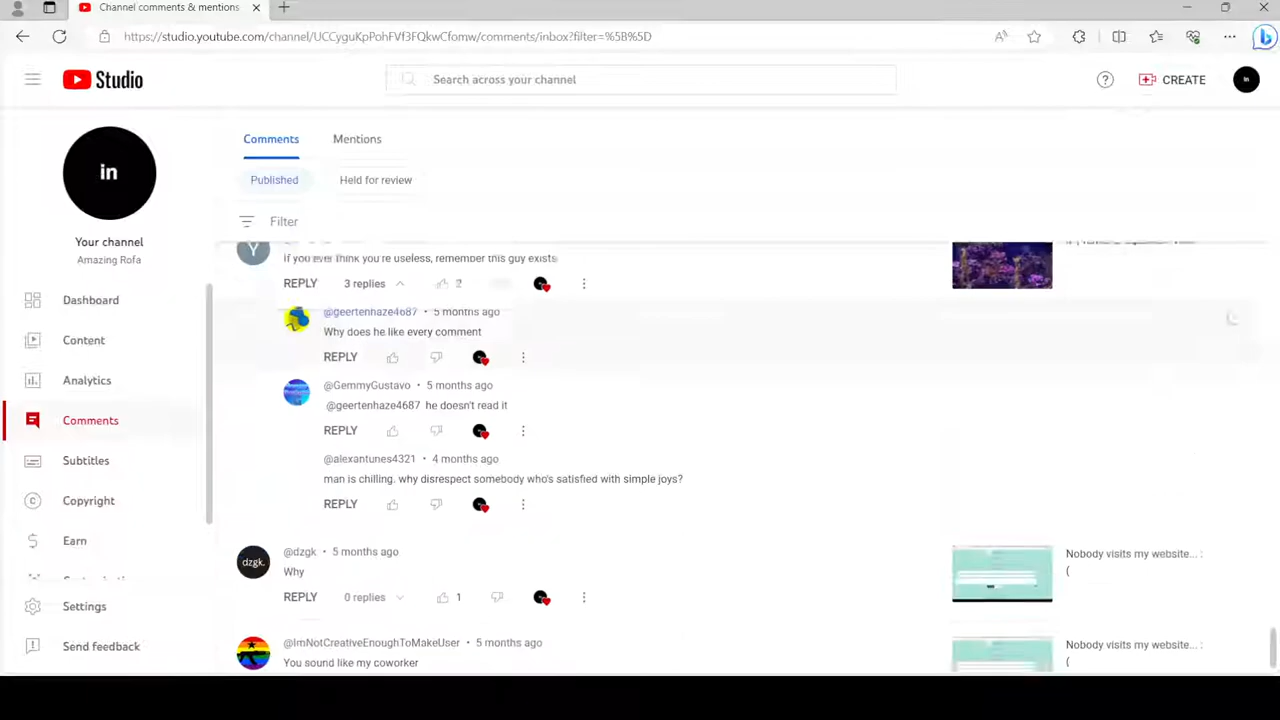 Channel comments & mentions
https://studio.youtube.com/channel/UCCyguKpPohFVf3FQkwCfomw/comments/inbox?filter=%5B%5D
Studio
Search across your channel
CREATE
in
in
Your channel
Amazing Rofa
Dashboard
Content
Analytics
Comments
Subtitles
Copyright
Earn
Settings
Send feedback
Comments
Mentions
Published
Held for review
Filter
Y
If you ever think you're useless, remember this guy exists
REPLY
3 replies
2
@geertenhaze4687 • 5 months ago
Why does he like every comment
REPLY
@GemmyGustavo • 5 months ago
@geertenhaze4687 he doesn't read it
REPLY
@alexantunes4321 • 4 months ago
man is chilling. why disrespect somebody who's satisfied with simple joys?
REPLY
dzgk.
@dzgk • 5 months ago
Why
REPLY
0 replies
1
Nobody visits my website... :
(
@ImNotCreativeEnoughToMakeUser • 5 months ago
You sound like my coworker
Nobody visits my website... :
(